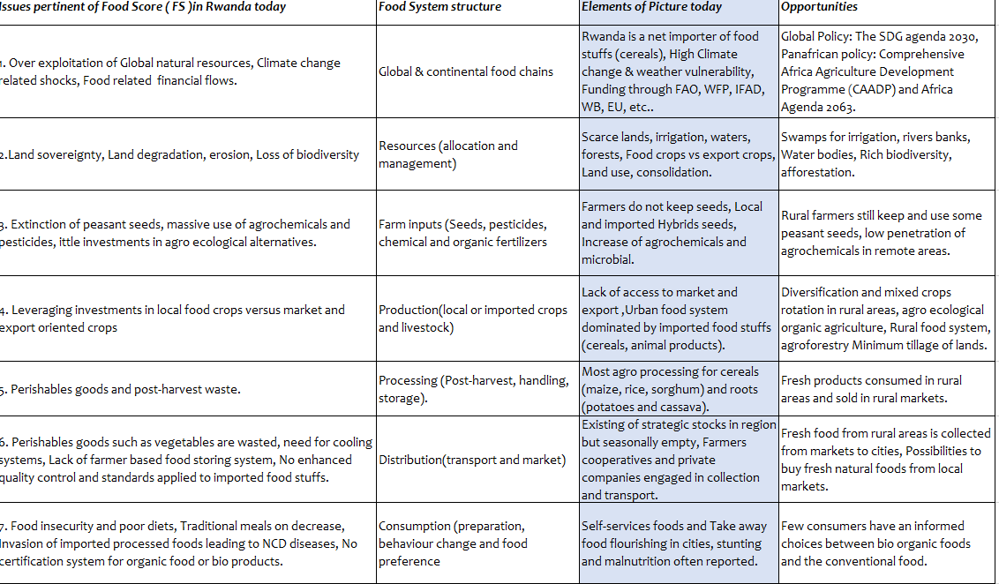 Issues pertinent of Food Score ( FS )in Rwanda today
Food System structure
Elements of Picture today
Opportunities
1. Over exploitation of Global natural resources, Climate change
related shocks, Food related financial flows.
Global & continental food chains
Rwanda is a net importer of food
stuffs (cereals), High Climate
change & weather vulnerability,
Funding through FAO, WFP, IFAD,
WB, EU, etc..
Global Policy: The SDG agenda 2030,
Panafrican policy: Comprehensive
Africa Agriculture Development
Programme (CAADP) and Africa
Agenda 2063.
2.Land sovereignty, Land degradation, erosion, Loss of biodiversity
Resources (allocation and
management)
Scarce lands, irrigation, waters,
forests, Food crops vs export crops,
Land use, consolidation.
Swamps for irrigation, rivers banks,
Water bodies, Rich biodiversity,
afforestation.
3. Extinction of peasant seeds, massive use of agrochemicals and
pesticides, ittle investments in agro ecological alternatives.
Farm inputs (Seeds, pesticides,
chemical and organic fertilizers
Farmers do not keep seeds, Local
and imported Hybrids seeds,
Increase of agrochemicals and
microbial.
Rural farmers still keep and use some
peasant seeds, low penetration of
agrochemicals in remote areas.
4. Leveraging investments in local food crops versus market and
export oriented crops
Production(local or imported crops
and livestock)
Lack of access to market and
export ,Urban food system
dominated by imported food stuffs
(cereals, animal products).
Diversification and mixed crops
rotation in rural areas, agro ecological
organic agriculture, Rural food system,
agroforestry Minimum tillage of lands.
5. Perishables goods and post-harvest waste.
Processing (Post-harvest, handling,
storage).
Most agro processing for cereals
(maize, rice, sorghum) and roots
(potatoes and cassava).
Fresh products consumed in rural
areas and sold in rural markets.
6. Perishables goods such as vegetables are wasted, need for cooling
systems, Lack of farmer based food storing system, No enhanced
quality control and standards applied to imported food stuffs.
Distribution(transport and market)
Existing of strategic stocks in region
but seasonally empty, Farmers
cooperatives and private
companies engaged in collection
and transport.
Fresh food from rural areas is collected
from markets to cities, Possibilities to
buy fresh natural foods from local
markets.
7. Food insecurity and poor diets, Traditional meals on decrease,
Invasion of imported processed foods leading to NCD diseases, No
certification system for organic food or bio products.
Consumption (preparation,
behaviour change and food
preference
Self-services foods and Take away
food flourishing in cities, stunting
and malnutrition often reported.
Few consumers have an informed
choices between bio organic foods
and the conventional food.